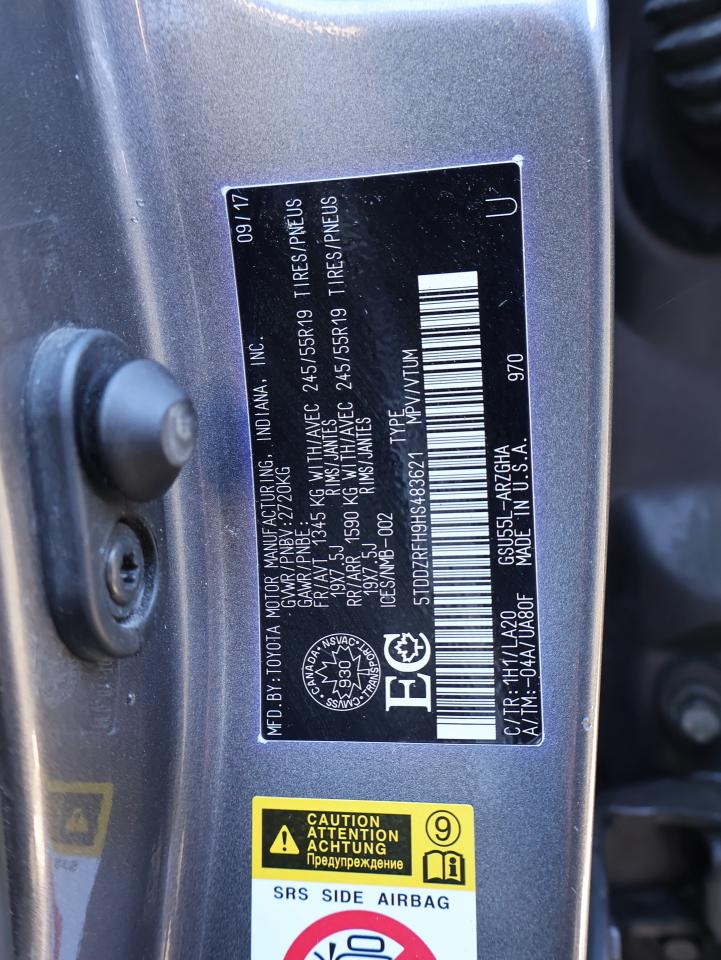 MFD.BY:TOYOTA MOTOR MANUFACTURING, INDIANA, INC. 09/17
GVWR/PNBV:2720KG
GAWR/PNBE:
FR/AVT 1345 KG WITH/AVEC 245/55R19 TIRES/PNEUS
19X7.5J RIMS/JANTES
RR/ARR 1590 KG WITH/AVEC 245/55R19 TIRES/PNEUS
19X7.5J RIMS/JANTES
ICES/NMB-002
TYPE
5TDDZRFH9HS483621 MPV/VTUM
CANADA NSVAC TRANSPORT CMVSS
930
EC
C/TR: 1H1/LA20 GSU55L-ARZGHA
A/TM: -04A/UA80F MADE IN U.S.A. 970
U
CAUTION
ATTENTION
ACHTUNG
Предупреждение
9
i
SRS SIDE AIRBAG